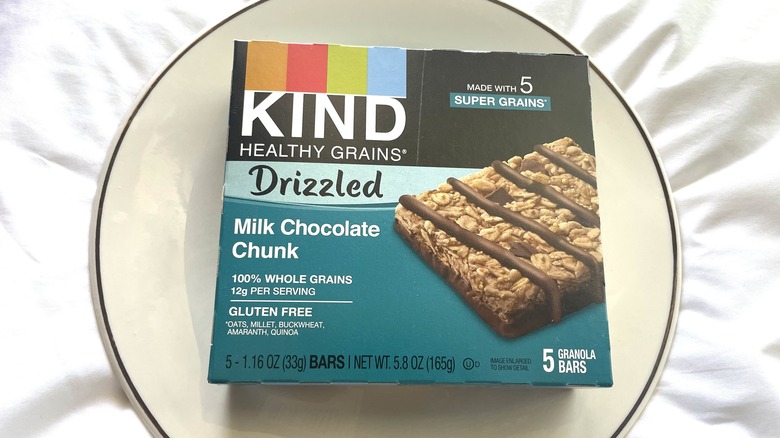 KIND
HEALTHY GRAINS®
Drizzled
MADE WITH 5
SUPER GRAINS*
Milk Chocolate
Chunk
100% WHOLE GRAINS
12g PER SERVING
GLUTEN FREE
*OATS, MILLET, BUCKWHEAT,
AMARANTH, QUINOA
5 - 1.16 OZ (33g) BARS | NET WT. 5.8 OZ (165g) U D
IMAGE ENLARGED
TO SHOW DETAIL
5 GRANOLA
BARS